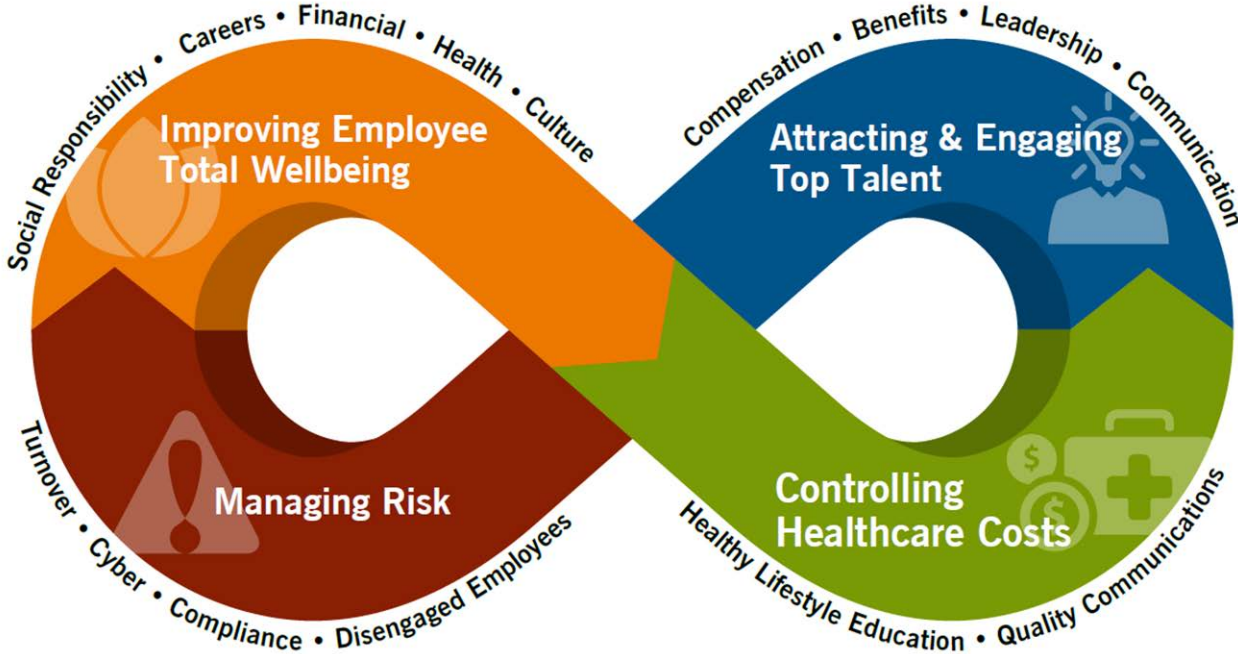 Social Responsibility • Careers • Financial • Health • Culture
Improving Employee
Total Wellbeing
Compensation • Benefits • Leadership • Communication
Attracting & Engaging
Top Talent
Managing Risk
Turnover • Cyber • Compliance • Disengaged Employees
Controlling
Healthcare Costs
$
$
Healthy Lifestyle Education • Quality Communications